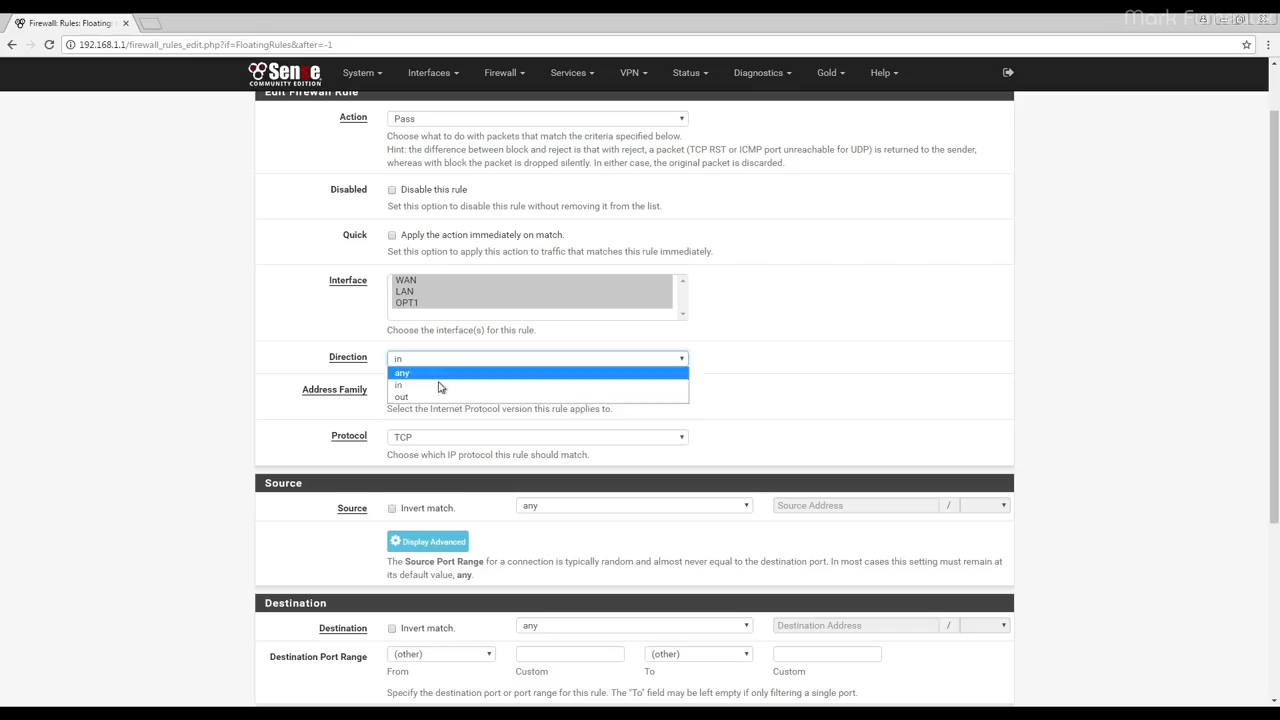 Firewall: Rules: Floating:
Mark Fu
192.168.1.1/firewall_rules_edit.php?if=FloatingRules&after=-1
Sense
COMMUNITY EDITION
System
Interfaces
Firewall
Services
VPN
Status
Diagnostics
Gold
Help
Edit Firewall Rule
Action
Pass
Choose what to do with packets that match the criteria specified below.
Hint: the difference between block and reject is that with reject, a packet (TCP RST or ICMP port unreachable for UDP) is returned to the sender,
whereas with block the packet is dropped silently. In either case, the original packet is discarded.
Disabled
Disable this rule
Set this option to disable this rule without removing it from the list.
Quick
Apply the action immediately on match.
Set this option to apply this action to traffic that matches this rule immediately.
Interface
WAN
LAN
OPT1
Choose the interface(s) for this rule.
Direction
in
any
in
out
Address Family
Select the Internet Protocol version this rule applies to.
Protocol
TCP
Choose which IP protocol this rule should match.
Source
Source
Invert match.
any
Source Address
/
Display Advanced
The Source Port Range for a connection is typically random and almost never equal to the destination port. In most cases this setting must remain at
its default value, any.
Destination
Destination
Invert match.
any
Destination Address
/
Destination Port Range
(other)
(other)
From
Custom
To
Custom
Specify the destination port or port range for this rule. The "To" field may be left empty if only filtering a single port.